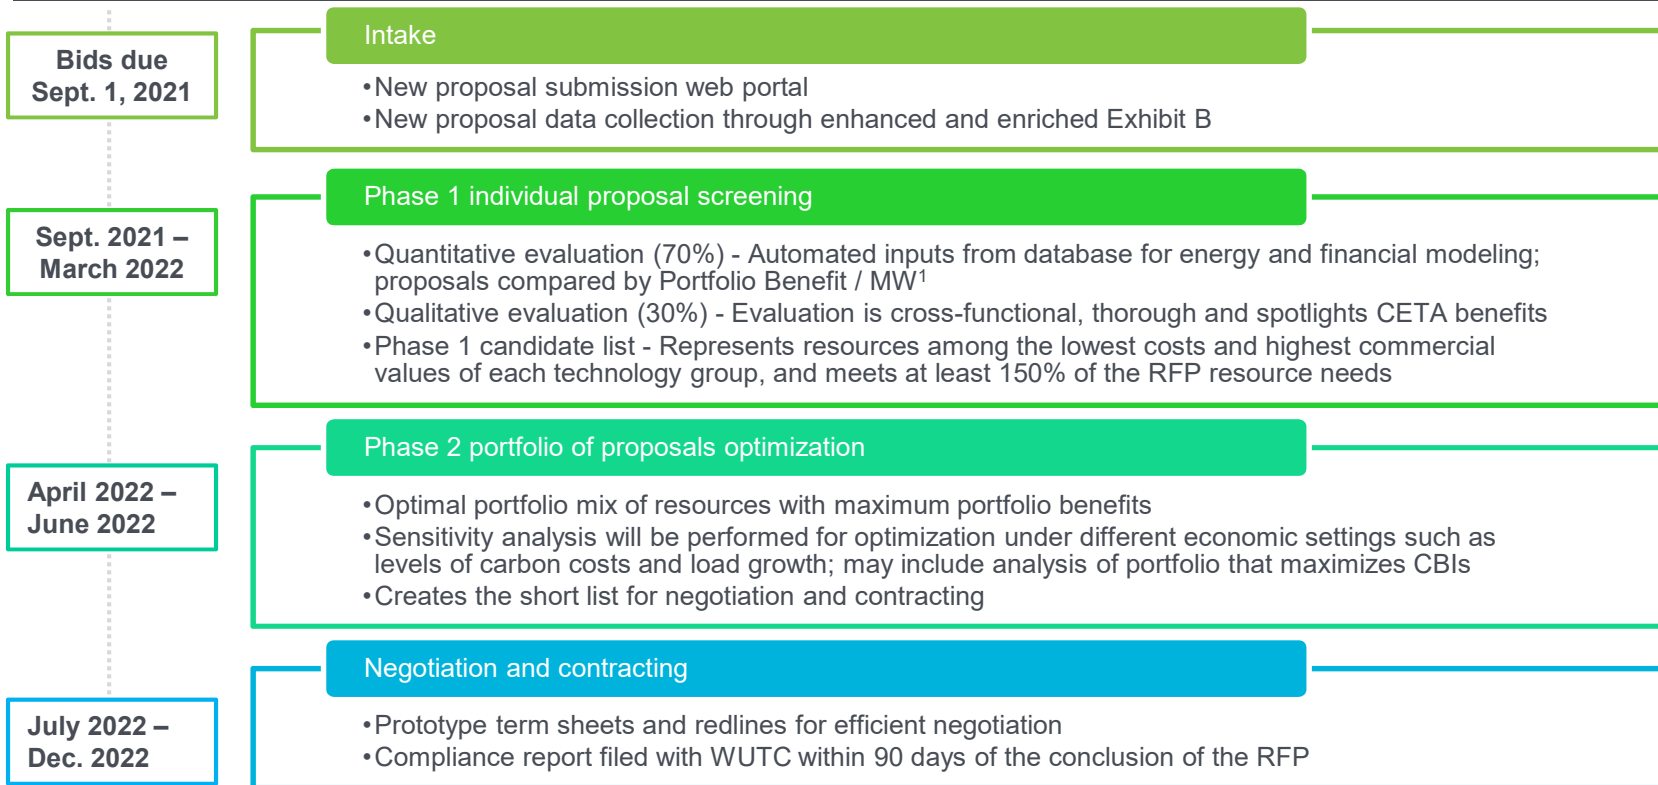 Bids due
Sept. 1, 2021
Intake
•New proposal submission web portal
•New proposal data collection through enhanced and enriched Exhibit B
Sept. 2021 –
March 2022
Phase 1 individual proposal screening
•Quantitative evaluation (70%) - Automated inputs from database for energy and financial modeling;
proposals compared by Portfolio Benefit / MW¹
•Qualitative evaluation (30%) - Evaluation is cross-functional, thorough and spotlights CETA benefits
•Phase 1 candidate list - Represents resources among the lowest costs and highest commercial
values of each technology group, and meets at least 150% of the RFP resource needs
April 2022 –
June 2022
Phase 2 portfolio of proposals optimization
•Optimal portfolio mix of resources with maximum portfolio benefits
•Sensitivity analysis will be performed for optimization under different economic settings such as
levels of carbon costs and load growth; may include analysis of portfolio that maximizes CBIs
•Creates the short list for negotiation and contracting
July 2022 –
Dec. 2022
Negotiation and contracting
•Prototype term sheets and redlines for efficient negotiation
•Compliance report filed with WUTC within 90 days of the conclusion of the RFP